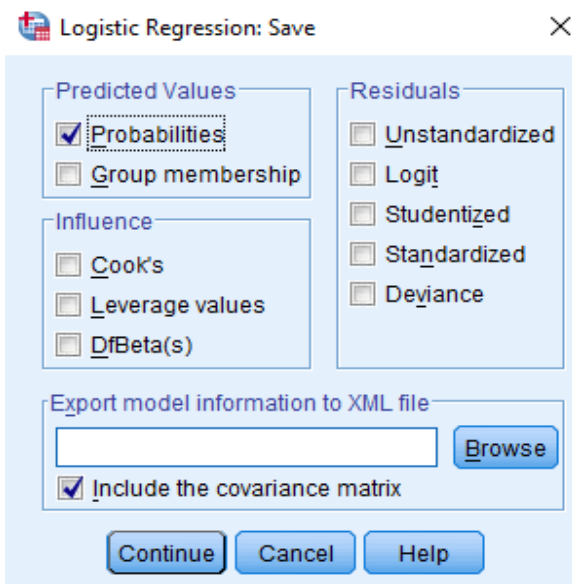 Logistic Regression: Save
Predicted Values
Probabilities
Group membership
Influence
Cook's
Leverage values
DfBeta(s)
Residuals
Unstandardized
Logit
Studentized
Standardized
Deviance
Export model information to XML file
Browse
Include the covariance matrix
Continue Cancel Help